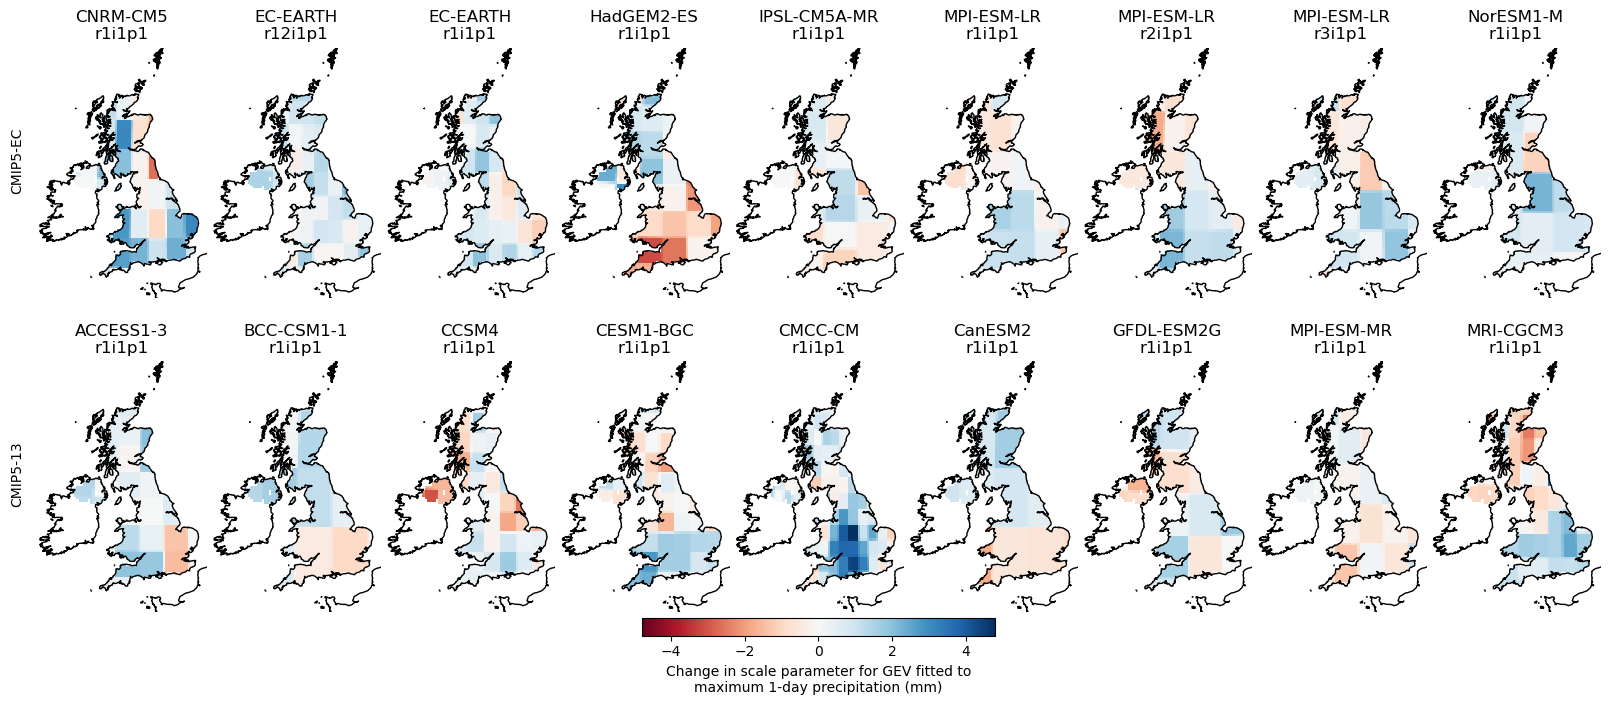 CNRM-CM5
r1i1p1
EC-EARTH
r12i1p1
EC-EARTH
r1i1p1
HadGEM2-ES
r1i1p1
IPSL-CM5A-MR
r1i1p1
MPI-ESM-LR
r1i1p1
MPI-ESM-LR
r2i1p1
MPI-ESM-LR
r3i1p1
NorESM1-M
r1i1p1
CMIP5-EC
ACCESS1-3
r1i1p1
BCC-CSM1-1
r1i1p1
CCSM4
r1i1p1
CESM1-BGC
r1i1p1
CMCC-CM
r1i1p1
CanESM2
r1i1p1
GFDL-ESM2G
r1i1p1
MPI-ESM-MR
r1i1p1
MRI-CGCM3
r1i1p1
CMIP5-13
−4 −2 0 2 4
Change in scale parameter for GEV fitted to
maximum 1-day precipitation (mm)